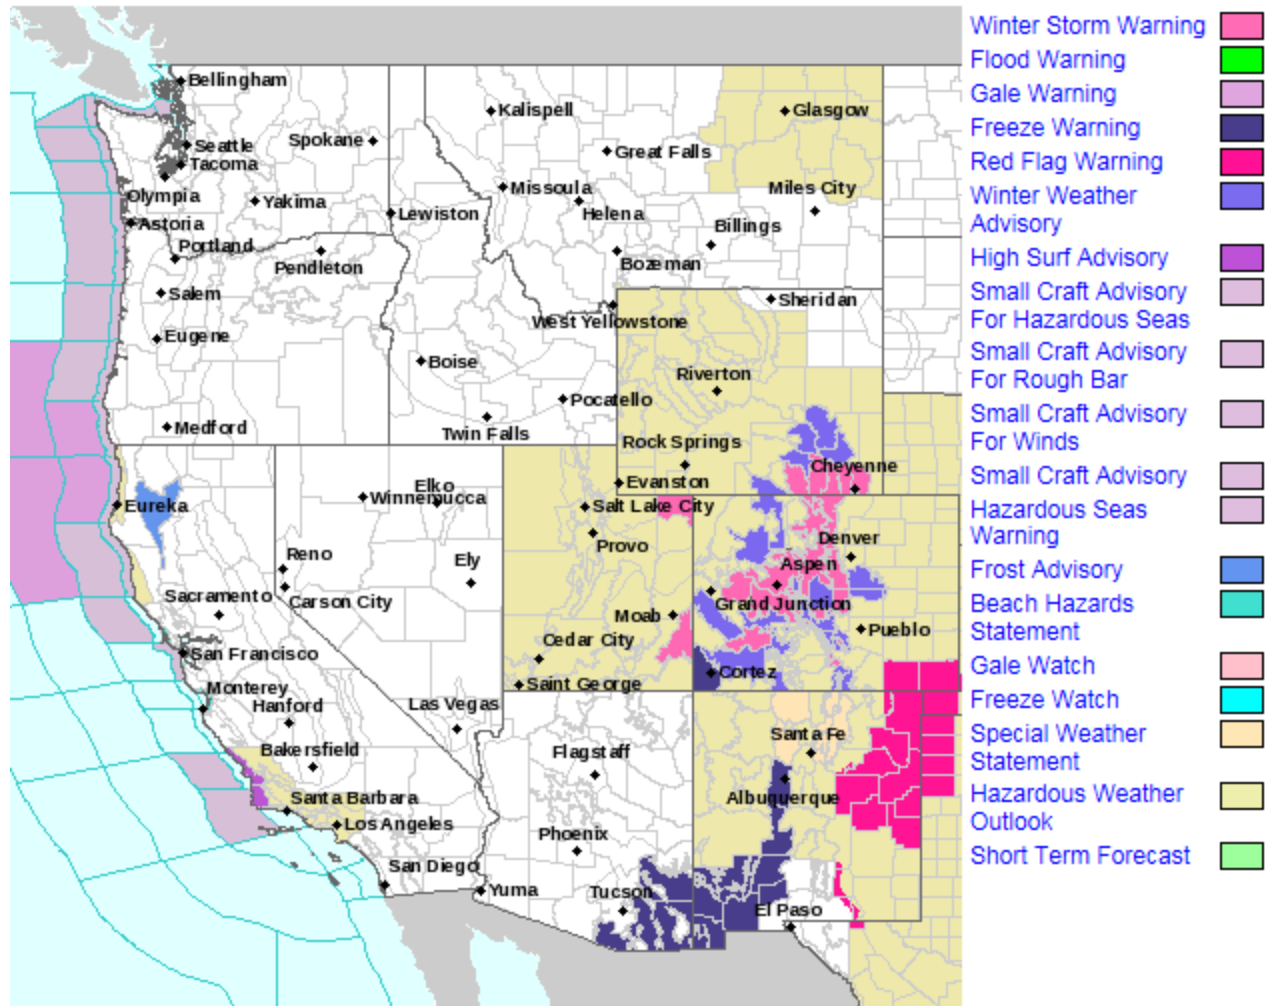 Bellingham
Kalispell
Glasgow
Seattle
Spokane
Great Falls
Tacoma
Missoula
Miles City
Olympia
Yakima
Helena
Lewiston
Astoria
Billings
Portland
Pendleton
Bozeman
Salem
Sheridan
West Yellowstone
Eugene
Boise
Riverton
Pocatello
Medford
Twin Falls
Rock Springs
Cheyenne
Evanston
Elko
Winnemucca
Eureka
Salt Lake City
Provo
Denver
Reno
Ely
Aspen
Sacramento
Carson City
Grand Junction
Moab
Pueblo
Cedar City
San Francisco
Cortez
Saint George
Monterey
Hanford
Las Vegas
Santa Fe
Bakersfield
Flagstaff
Santa Barbara
Albuquerque
Los Angeles
Phoenix
San Diego
Yuma
Tucson
El Paso
Winter Storm Warning
Flood Warning
Gale Warning
Freeze Warning
Red Flag Warning
Winter Weather
Advisory
High Surf Advisory
Small Craft Advisory
For Hazardous Seas
Small Craft Advisory
For Rough Bar
Small Craft Advisory
For Winds
Small Craft Advisory
Hazardous Seas
Warning
Frost Advisory
Beach Hazards
Statement
Gale Watch
Freeze Watch
Special Weather
Statement
Hazardous Weather
Outlook
Short Term Forecast